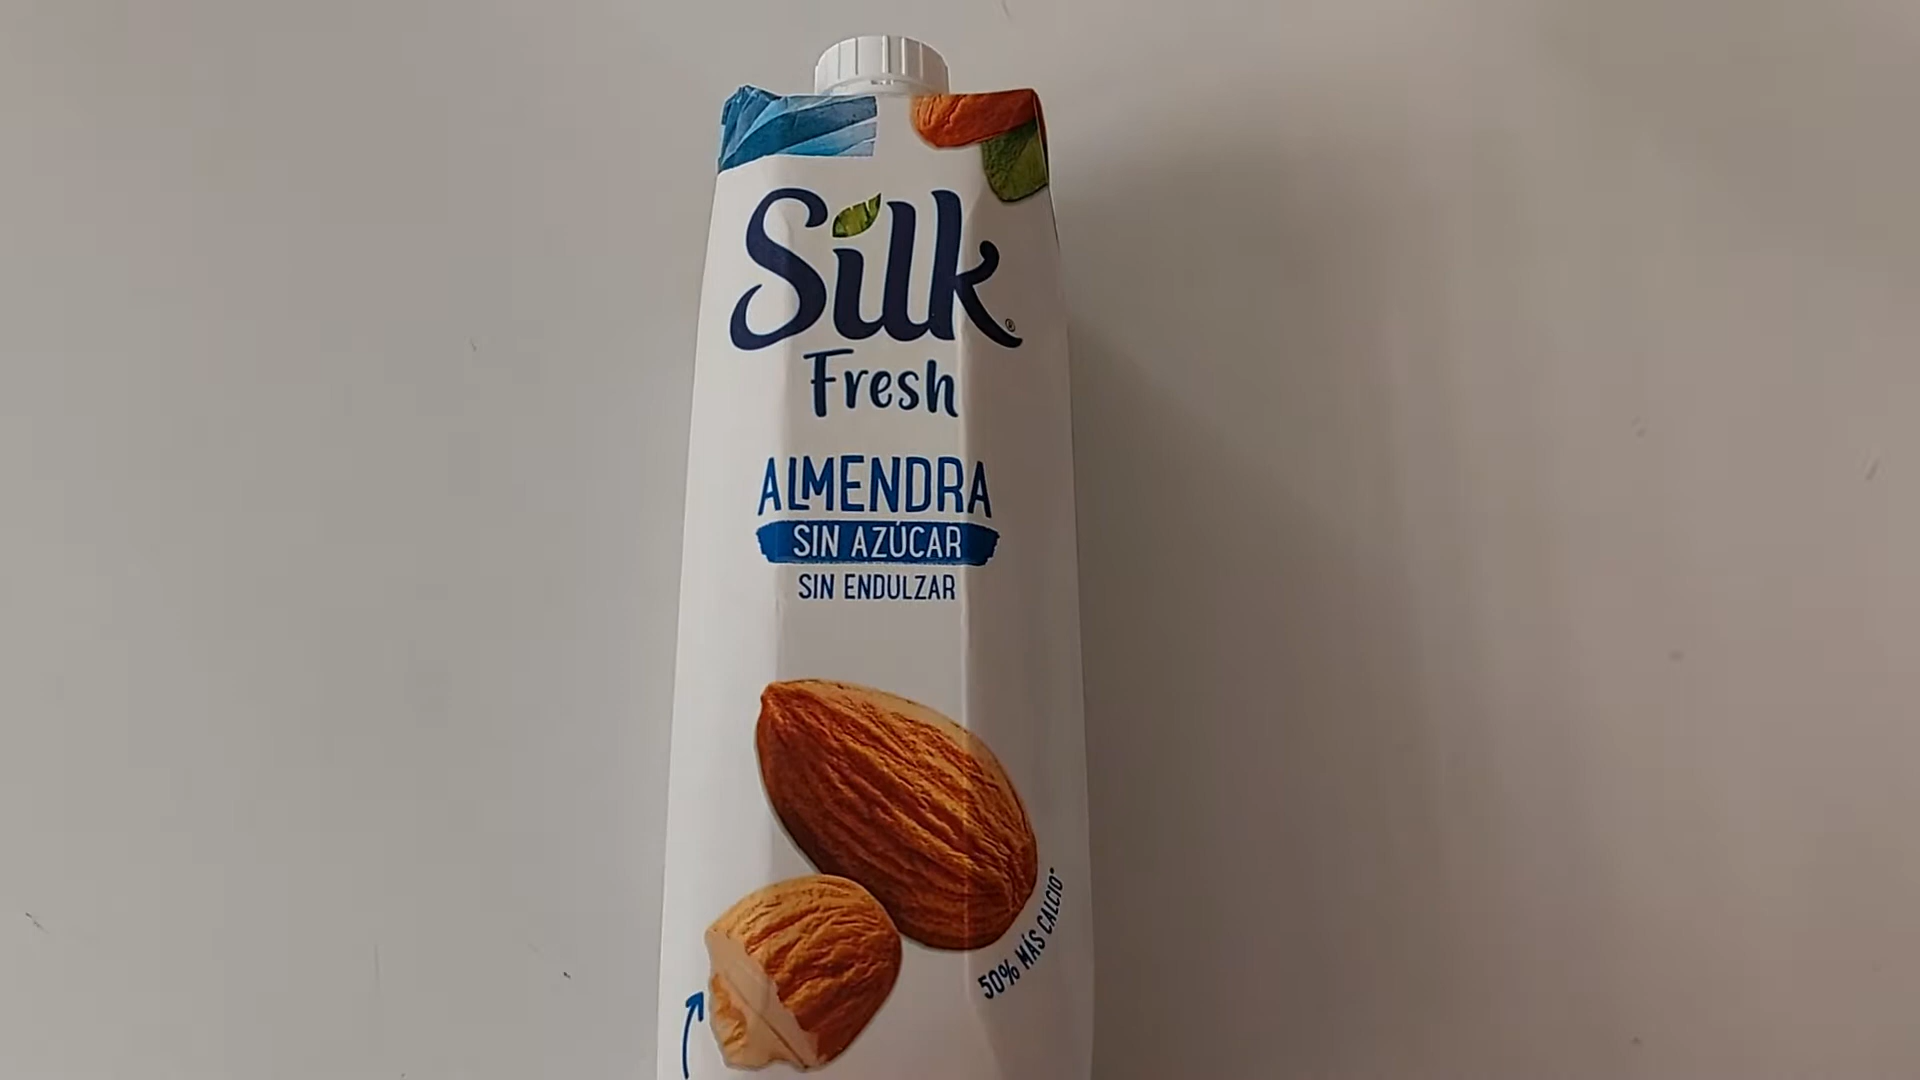 Silk®
Fresh
ALMENDRA
SIN AZÚCAR
SIN ENDULZAR
50% MÁS CALCIO*